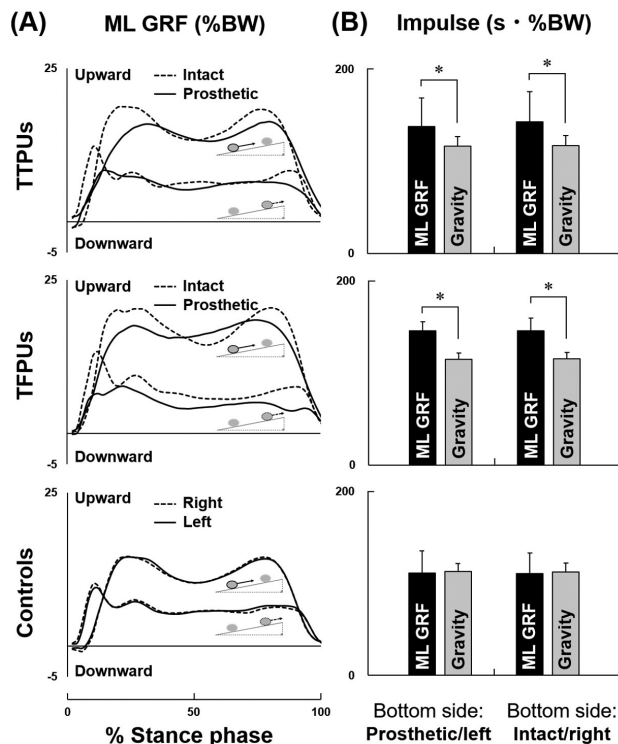 (A) ML GRF (%BW)
(B) Impulse (s・%BW)
TTPUs
25
Upward
Intact
Prosthetic
Downward
-5
200
*
*
ML GRF
Gravity
ML GRF
Gravity
0
TFPUs
25
Upward
Intact
Prosthetic
Downward
-5
150
*
*
ML GRF
Gravity
ML GRF
Gravity
0
Controls
25
Upward
Right
Left
Downward
-5
0
50
100
% Stance phase
200
ML GRF
Gravity
ML GRF
Gravity
0
Bottom side:
Prosthetic/left
Bottom side:
Intact/right